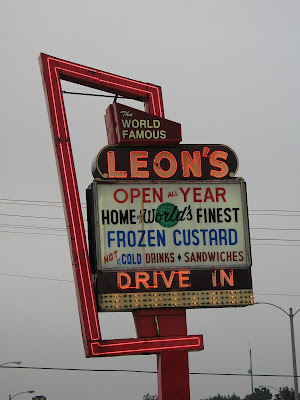 The
WORLD
FAMOUS
LEON'S
OPEN ALL YEAR
HOME of World's FINEST
FROZEN CUSTARD
HOT & COLD DRINKS • SANDWICHES
DRIVE IN